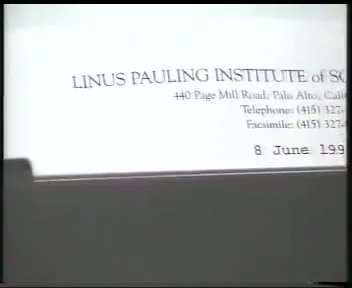 LINUS PAULING INSTITUTE of SC
440 Page Mill Road, Palo Alto, Calif
Telephone: (415) 327-
Facsimile: (415) 327-
8 June 199